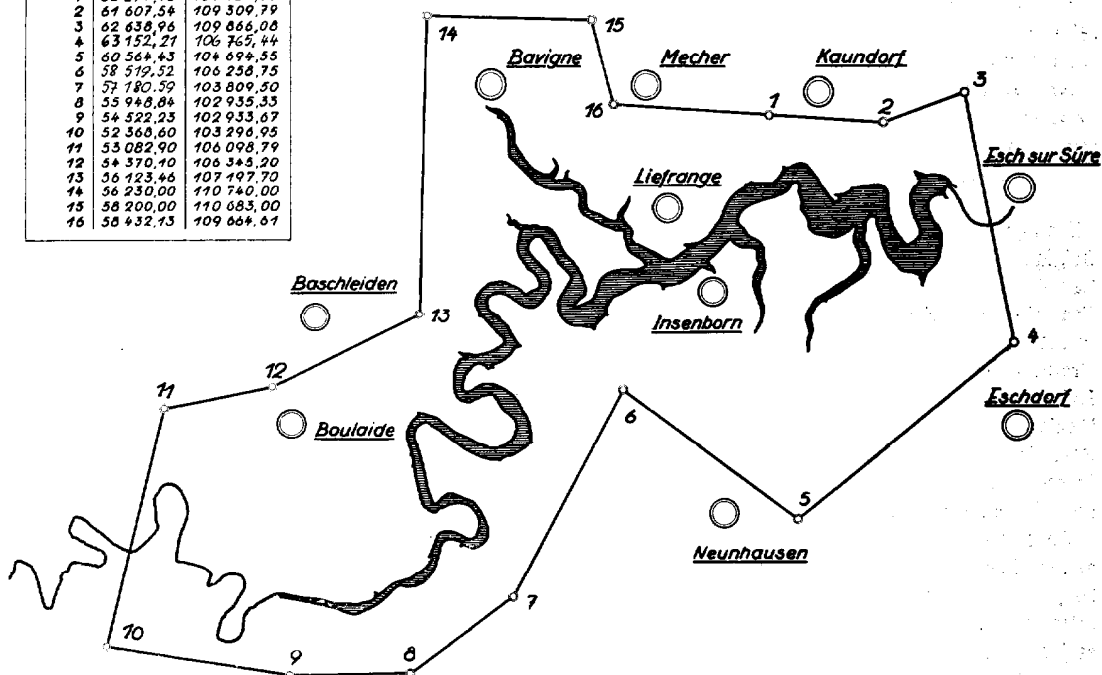 2 61 607,54 109 309,79
3 62 638,96 109 866,08
4 63 152,21 106 765,44
5 60 564,43 104 694,55
6 58 519,52 106 258,75
7 57 180.59 103 809,50
8 55 948,84 102 935,33
9 54 522,23 102 933,67
10 52 368,60 103 296,95
11 53 082,90 106 098,79
12 54 370,10 106 345,20
13 56 123,46 107 197,70
14 56 230,00 110 740,00
15 58 200,00 110 683,00
16 58 432,13 109 664,61
14
15
Bavigne
Mecher
Kaundorf
3
16
1
2
Esch sur Sûre
Liefrange
Baschleiden
13
Insenborn
4
12
11
6
Eschdorf
Boulaide
5
Neunhausen
7
10
9
8